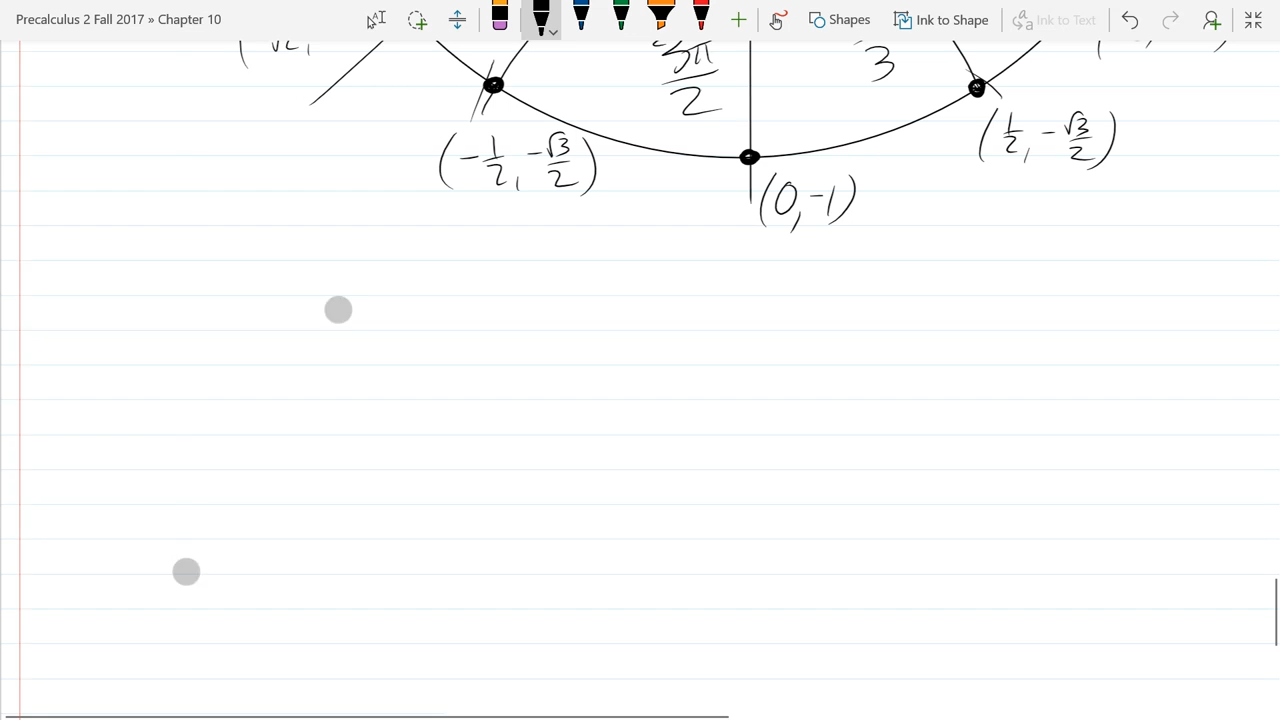 Precalculus 2 Fall 2017 » Chapter 10
Shapes
Ink to Shape
Ink to Text
3π/2
3
(-1/2, -√3/2)
(1/2, -√3/2)
(0,-1)